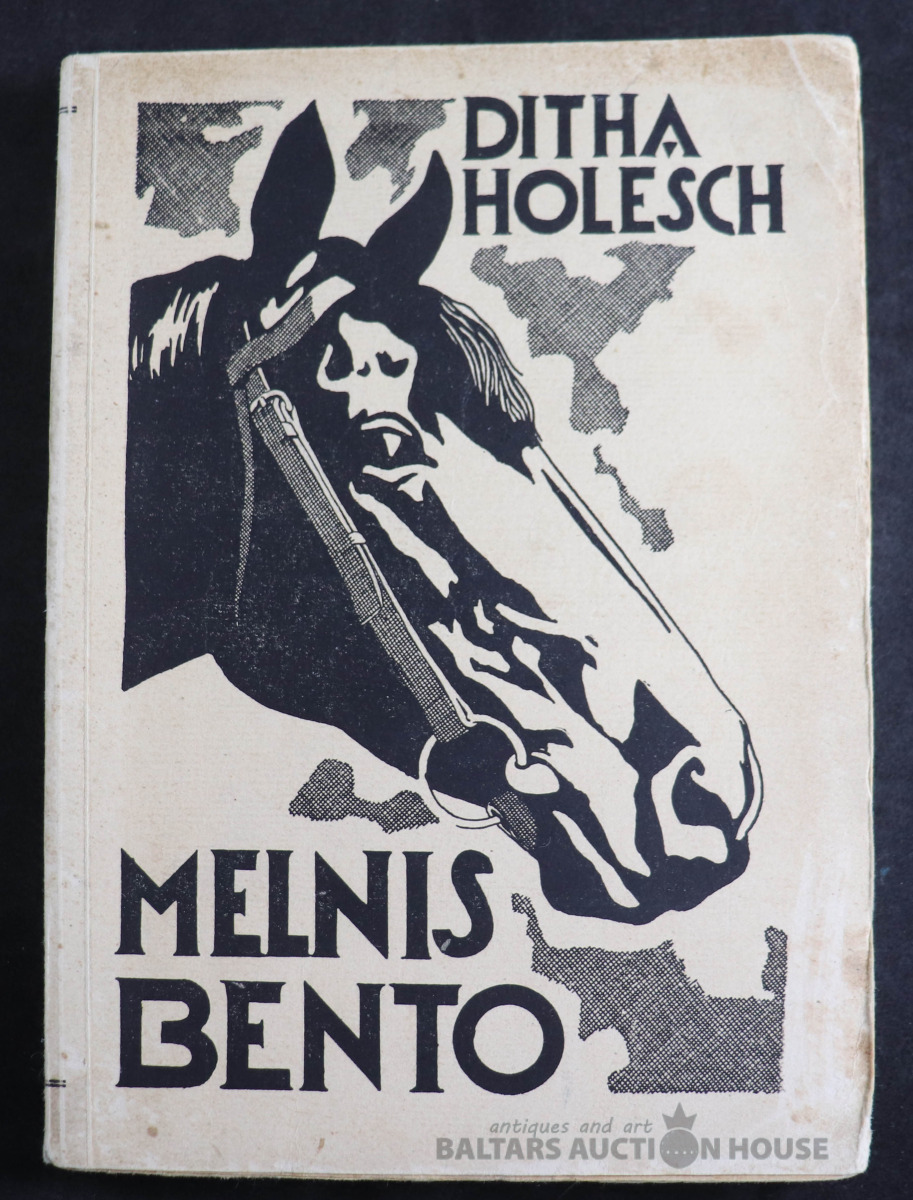 DITHA
HOLESCH
MELNIS
BENTO
antiques and art
BALTARS AUCTION HOUSE